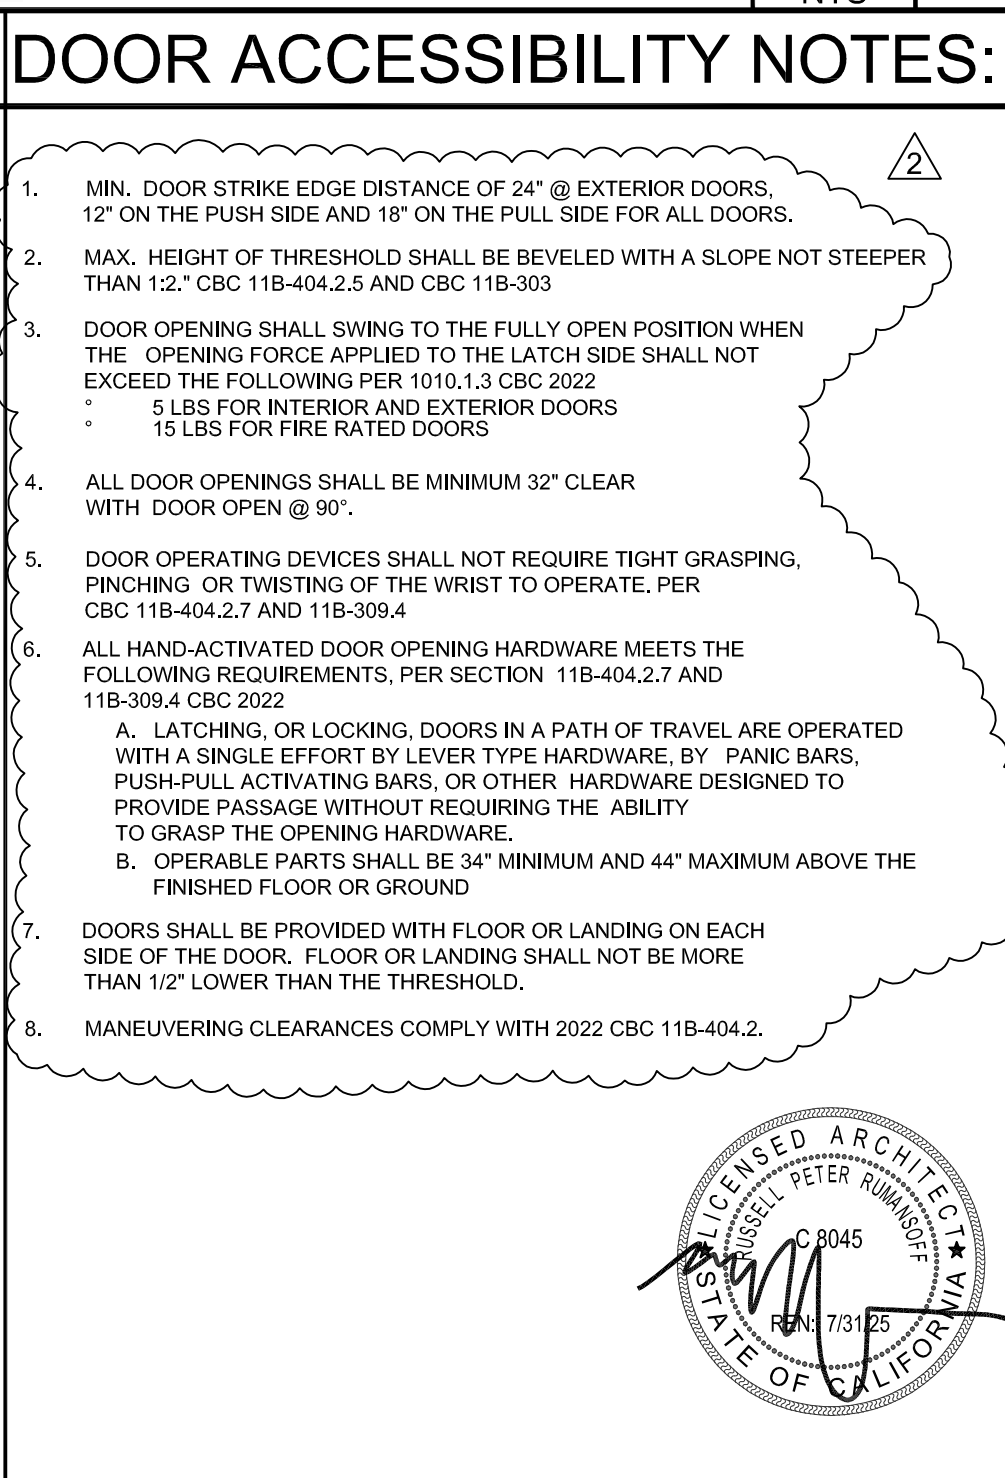 DOOR ACCESSIBILITY NOTES:
2
1. MIN. DOOR STRIKE EDGE DISTANCE OF 24" @ EXTERIOR DOORS,
12" ON THE PUSH SIDE AND 18" ON THE PULL SIDE FOR ALL DOORS.
2. MAX. HEIGHT OF THRESHOLD SHALL BE BEVELED WITH A SLOPE NOT STEEPER
THAN 1:2." CBC 11B-404.2.5 AND CBC 11B-303
3. DOOR OPENING SHALL SWING TO THE FULLY OPEN POSITION WHEN
THE OPENING FORCE APPLIED TO THE LATCH SIDE SHALL NOT
EXCEED THE FOLLOWING PER 1010.1.3 CBC 2022
° 5 LBS FOR INTERIOR AND EXTERIOR DOORS
° 15 LBS FOR FIRE RATED DOORS
4. ALL DOOR OPENINGS SHALL BE MINIMUM 32" CLEAR
WITH DOOR OPEN @ 90°.
5. DOOR OPERATING DEVICES SHALL NOT REQUIRE TIGHT GRASPING,
PINCHING OR TWISTING OF THE WRIST TO OPERATE. PER
CBC 11B-404.2.7 AND 11B-309.4
6. ALL HAND-ACTIVATED DOOR OPENING HARDWARE MEETS THE
FOLLOWING REQUIREMENTS, PER SECTION 11B-404.2.7 AND
11B-309.4 CBC 2022
A. LATCHING, OR LOCKING, DOORS IN A PATH OF TRAVEL ARE OPERATED
WITH A SINGLE EFFORT BY LEVER TYPE HARDWARE, BY PANIC BARS,
PUSH-PULL ACTIVATING BARS, OR OTHER HARDWARE DESIGNED TO
PROVIDE PASSAGE WITHOUT REQUIRING THE ABILITY
TO GRASP THE OPENING HARDWARE.
B. OPERABLE PARTS SHALL BE 34" MINIMUM AND 44" MAXIMUM ABOVE THE
FINISHED FLOOR OR GROUND
7. DOORS SHALL BE PROVIDED WITH FLOOR OR LANDING ON EACH
SIDE OF THE DOOR. FLOOR OR LANDING SHALL NOT BE MORE
THAN 1/2" LOWER THAN THE THRESHOLD.
8. MANEUVERING CLEARANCES COMPLY WITH 2022 CBC 11B-404.2.
LICENSED ARCHITECT
RUSSELL PETER RUMANSOFF
C 8045
REN: 7/31/25
STATE OF CALIFORNIA